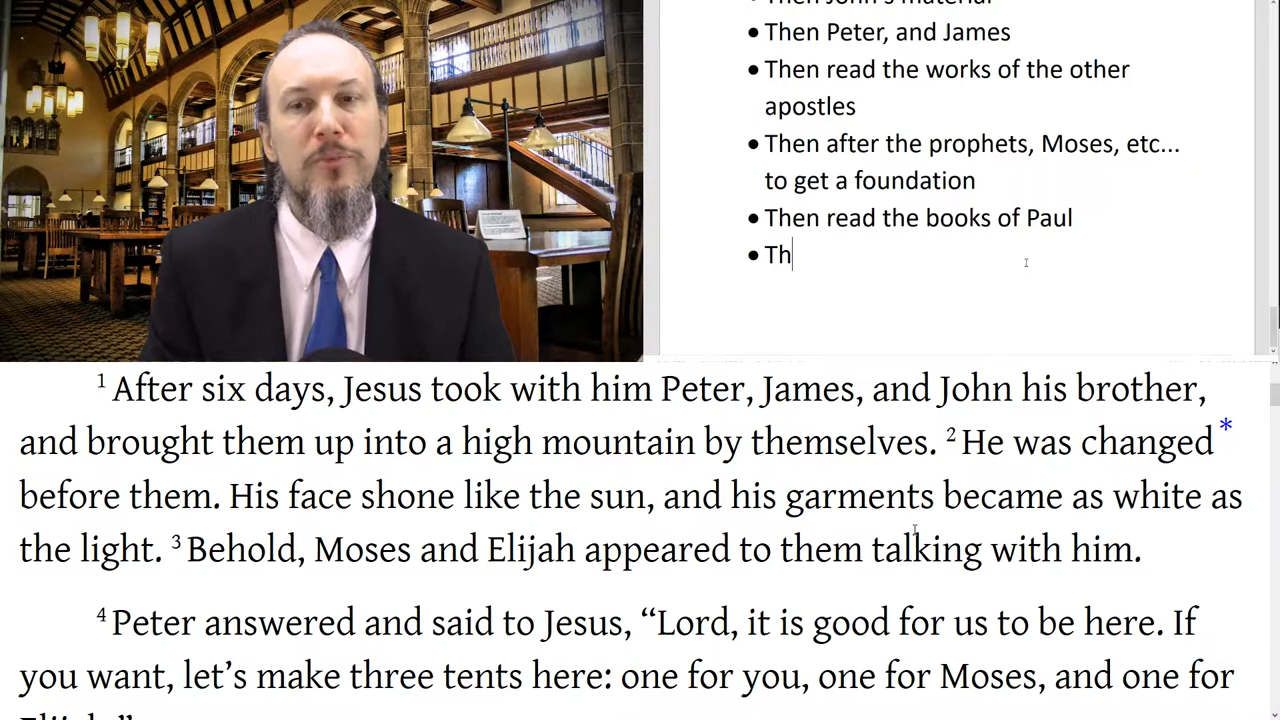 Then John's material
• Then Peter, and James
• Then read the works of the other
apostles
• Then after the prophets, Moses, etc...
to get a foundation
• Then read the books of Paul
• Th
1 After six days, Jesus took with him Peter, James, and John his brother,
and brought them up into a high mountain by themselves. 2 He was changed*
before them. His face shone like the sun, and his garments became as white as
the light. 3 Behold, Moses and Elijah appeared to them talking with him.
4 Peter answered and said to Jesus, “Lord, it is good for us to be here. If
you want, let’s make three tents here: one for you, one for Moses, and one for
Elijah.”